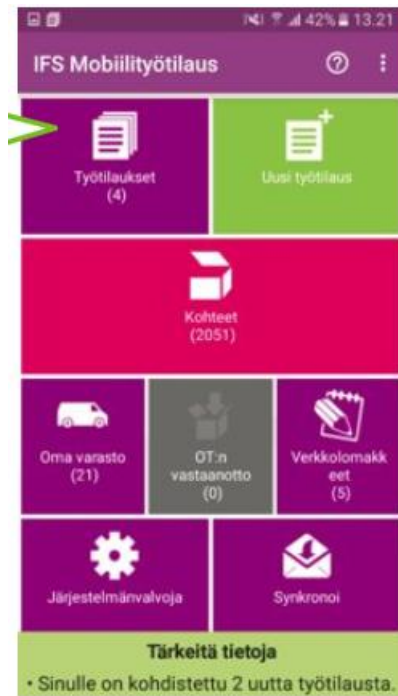 42% 13.21
IFS Mobiilityötilaus
Työtilaukset
(4)
Uusi työtilaus
Kohteet
(2051)
Oma varasto
(21)
OT:n
vastaanotto
(0)
Verkkolomakk
eet
(5)
Järjestelmänvalvoja
Synkronoi
Tärkeitä tietoja
• Sinulle on kohdistettu 2 uutta työtilausta.